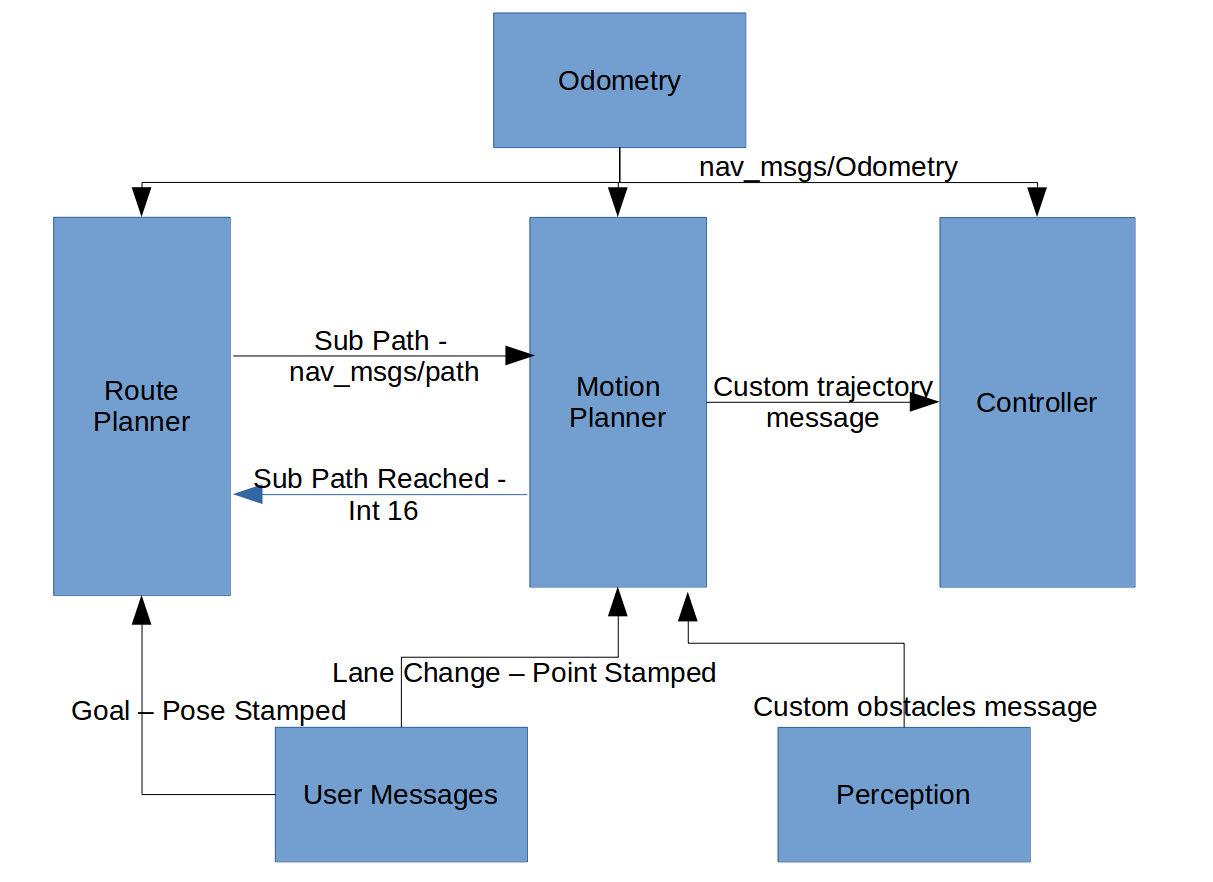 Odometry
nav_msgs/Odometry
Sub Path -
nav_msgs/path
Route
Planner
Motion
Planner
Custom trajectory
message
Controller
Sub Path Reached -
Int 16
Lane Change – Point Stamped
Goal – Pose Stamped
Custom obstacles message
User Messages
Perception